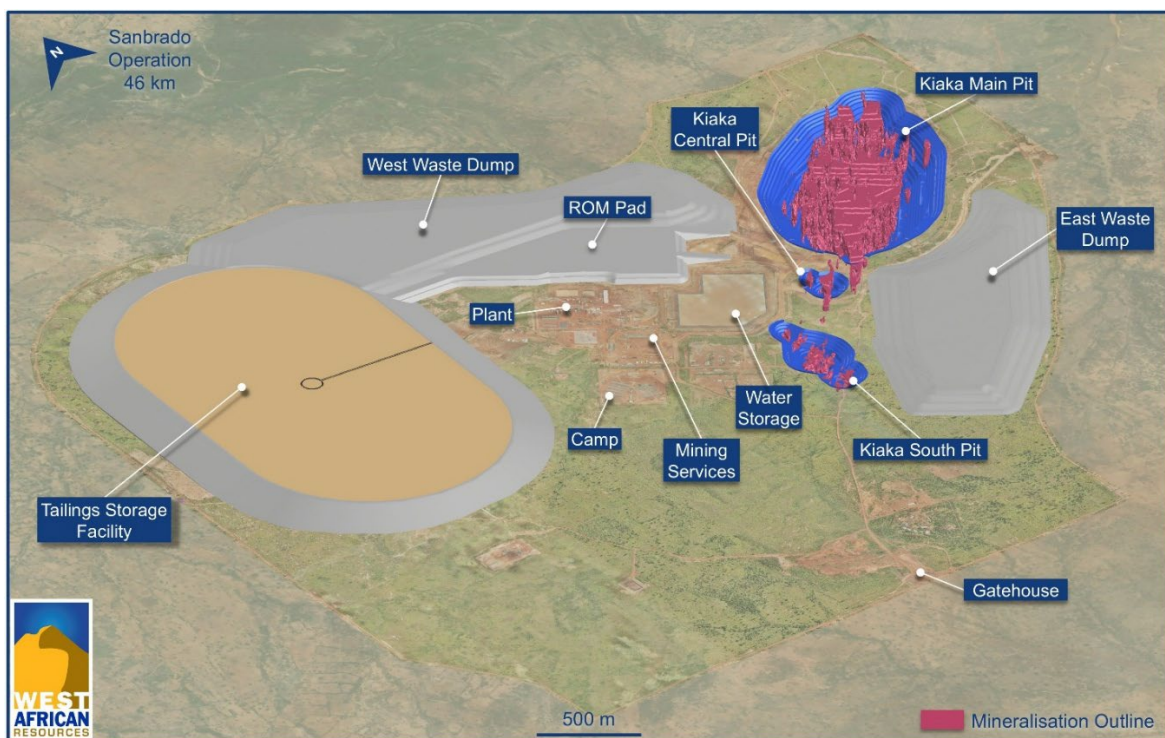 N
Sanbrado
Operation
46 km
Kiaka Main Pit
Kiaka
Central Pit
West Waste Dump
ROM Pad
East Waste
Dump
Plant
Water
Storage
Camp
Mining
Services
Kiaka South Pit
Tailings Storage
Facility
Gatehouse
WEST
AFRICAN
RESOURCES
500 m
Mineralisation Outline